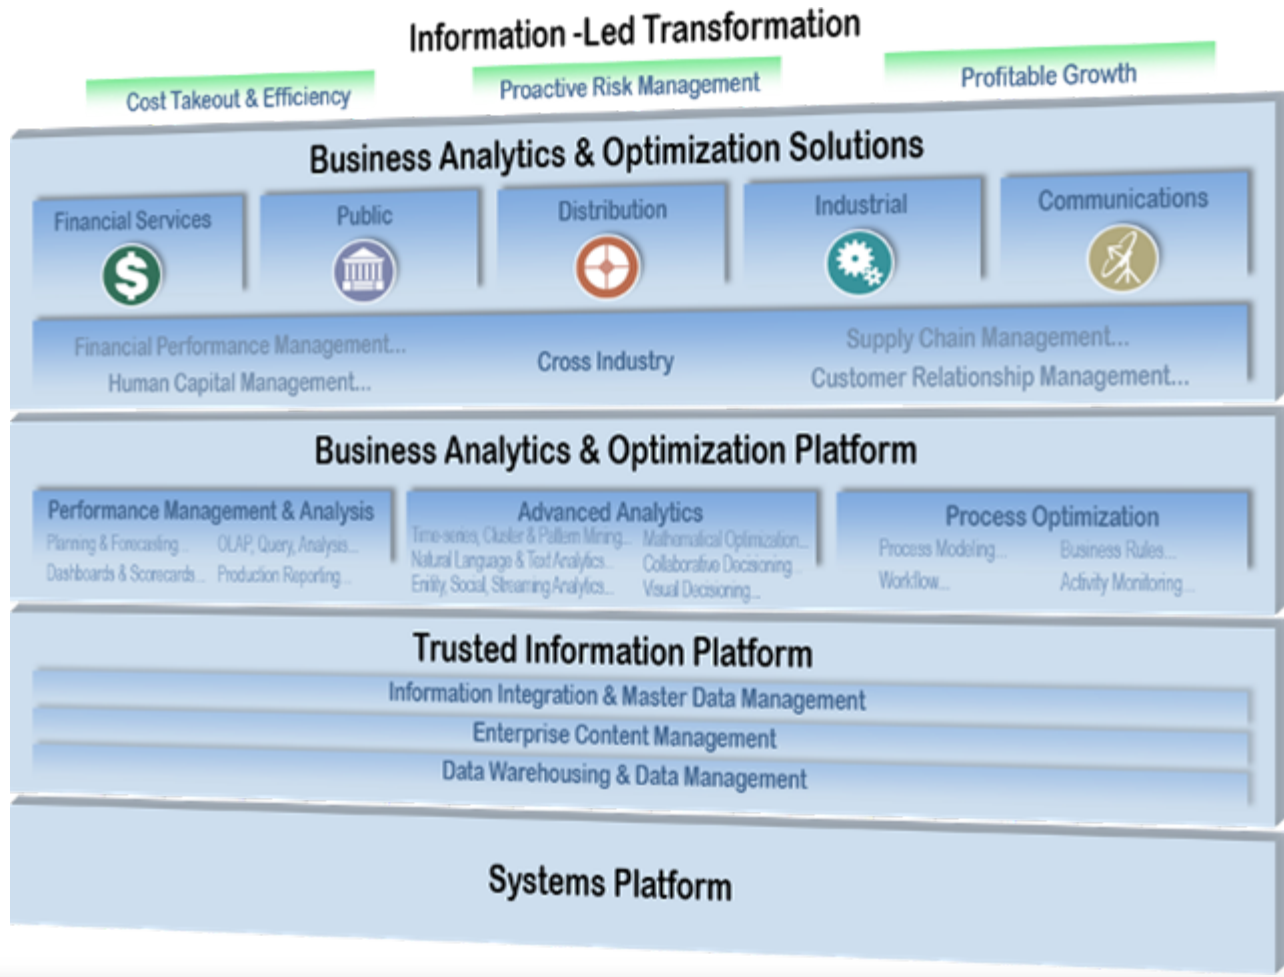 Information -Led Transformation
Cost Takeout & Efficiency
Proactive Risk Management
Profitable Growth
Business Analytics & Optimization Solutions
Financial Services
Public
Distribution
Industrial
Communications
Financial Performance Management...
Human Capital Management...
Cross Industry
Supply Chain Management...
Customer Relationship Management...
Business Analytics & Optimization Platform
Performance Management & Analysis
Planning & Forecasting...
OLAP, Query, Analysis...
Dashboards & Scorecards...
Production Reporting...
Advanced Analytics
Time-series, Cluster & Pattern Mining...
Mathematical Optimization...
Natural Language & Text Analytics...
Collaborative Decisioning...
Entity, Social, Streaming Analytics...
Visual Decisioning...
Process Optimization
Process Modeling...
Business Rules...
Workflow...
Activity Monitoring...
Trusted Information Platform
Information Integration & Master Data Management
Enterprise Content Management
Data Warehousing & Data Management
Systems Platform